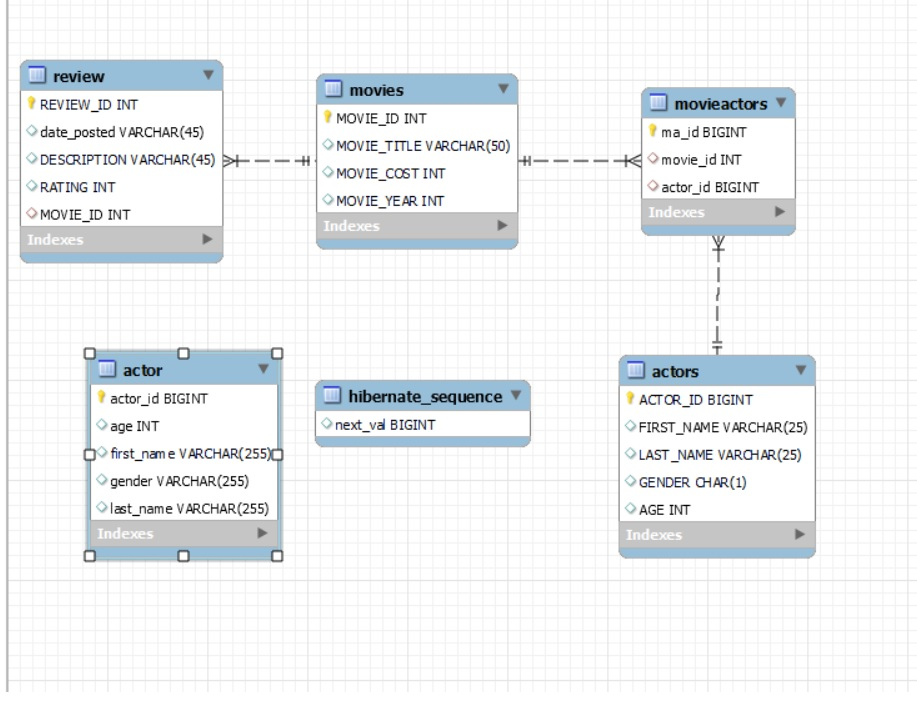 review
REVIEW_ID INT
date_posted VARCHAR(45)
DESCRIPTION VARCHAR(45)
RATING INT
MOVIE_ID INT
Indexes
movies
MOVIE_ID INT
MOVIE_TITLE VARCHAR(50)
MOVIE_COST INT
MOVIE_YEAR INT
Indexes
movieactors
ma_id BIGINT
movie_id INT
actor_id BIGINT
Indexes
actor
actor_id BIGINT
age INT
first_name VARCHAR(255)
gender VARCHAR(255)
last_name VARCHAR(255)
Indexes
hibernate_sequence
next_val BIGINT
actors
ACTOR_ID BIGINT
FIRST_NAME VARCHAR(25)
LAST_NAME VARCHAR(25)
GENDER CHAR(1)
AGE INT
Indexes